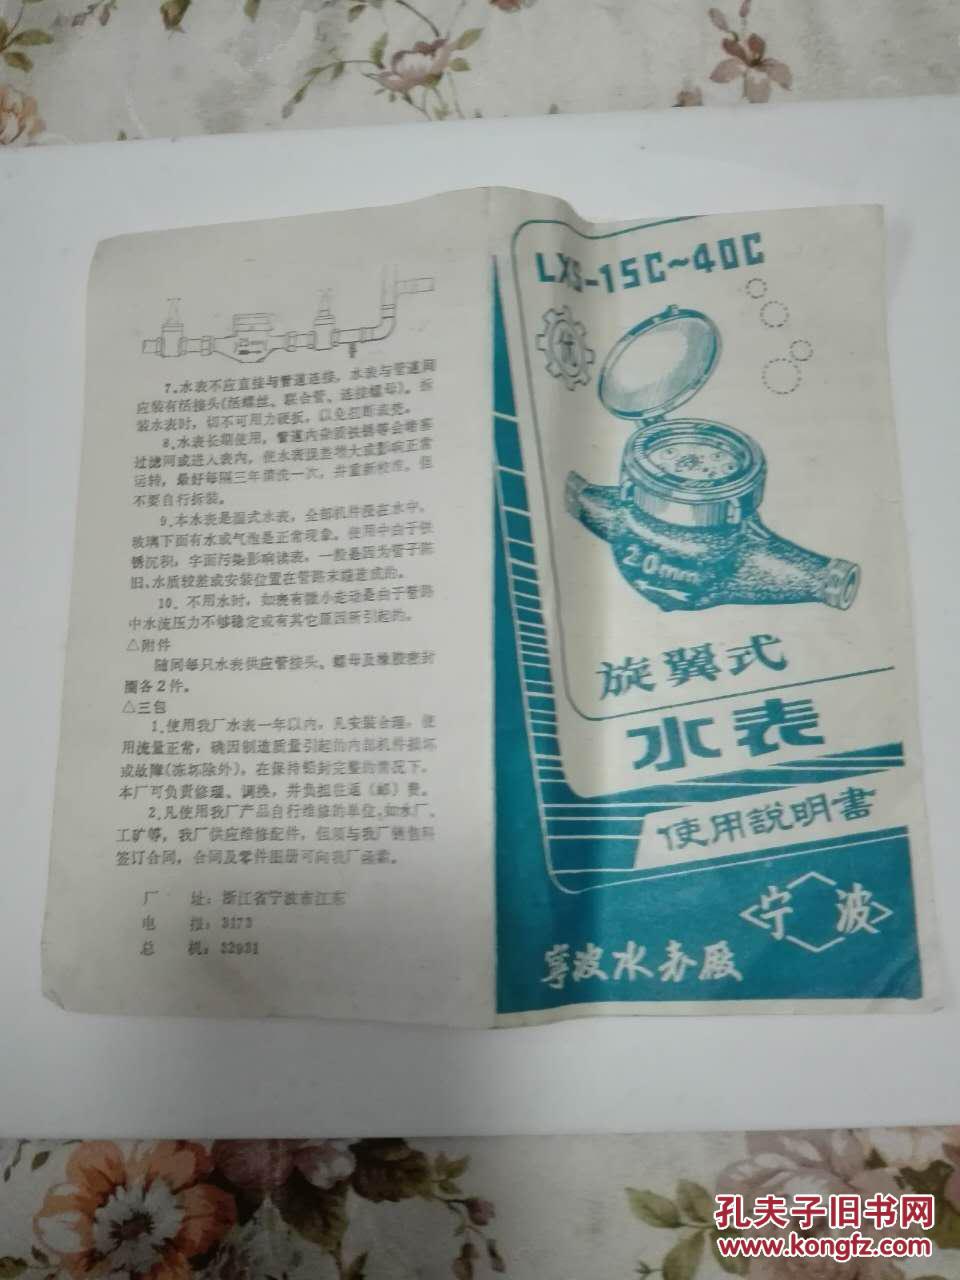 7.水表不应直接与管道连接，水表与管道间
应装有活接头(活螺丝、联合管、连接螺母)。拆
装水表时，切不可用力硬扳，以免扭断表壳。
8.水表长期使用，管道内杂质铁锈等会堵塞
过滤网或进入表内，使水表误差增大或影响正常
运转，最好每隔三年清洗一次，并重新校准。但
不要自行拆装。
9.本水表是湿式水表，全部机件浸在水中，
玻璃下面有水或气泡是正常现象。使用中由于铁
锈沉积，字面污染影响读表，一般是因为管子陈
旧、水质较差或安装位置在管路末端造成的。
10．不用水时，如表有微小走动是由于管路
中水流压力不够稳定或有其它原因所引起的。
△附件
随同每只水表供应管接头、螺母及橡胶密封
圈各2件。
△三包
1.使用我厂水表一年以内，凡安装合理，使
用流量正常，确因制造质量引起的内部机件损坏
或故障(冻坏除外)，在保持铅封完整的情况下。
本厂可负责修理、调换，并负担往返（邮）费。
2.凡使用我厂产品自行维修的单位，如水厂、
工矿等，我厂供应维修配件，但须与我厂销售科
签订合同，合同及零件图册可向我厂函索。
厂　址：浙江省宁波市江东
电　报：3173
总　机：32931
LXS-15C~40C
优
20mm
旋翼式
水表
使用説明書
宁波
寧波水表厰
孔夫子旧书网
www.kongfz.com